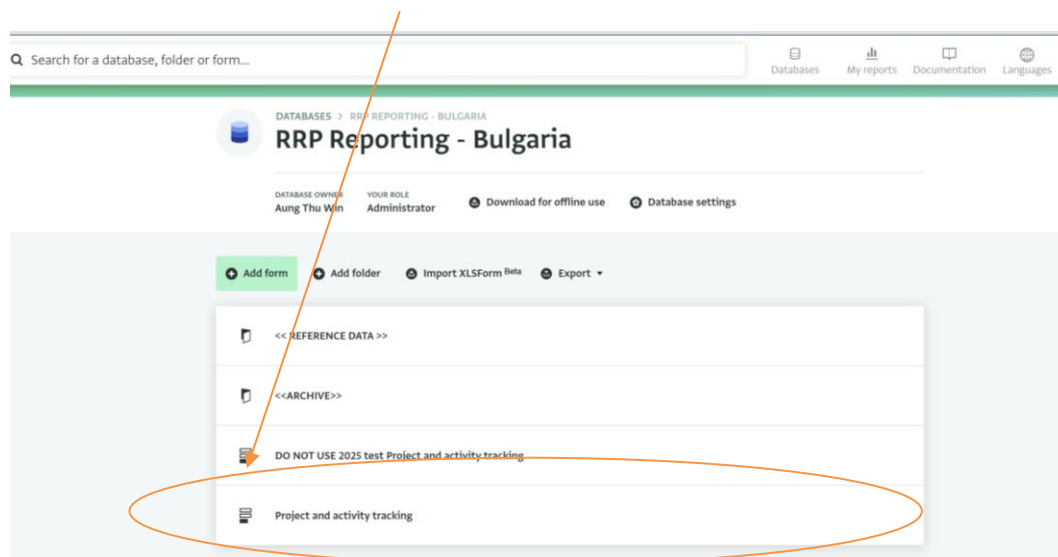 Search for a database, folder or form...
Databases My reports Documentation Languages
DATABASES > RRP REPORTING - BULGARIA
RRP Reporting - Bulgaria
DATABASE OWNER YOUR ROLE
Aung Thu Win Administrator Download for offline use Database settings
Add form Add folder Import XLSForm Beta Export
<< REFERENCE DATA >>
<<ARCHIVE>>
DO NOT USE 2025 test Project and activity tracking
Project and activity tracking